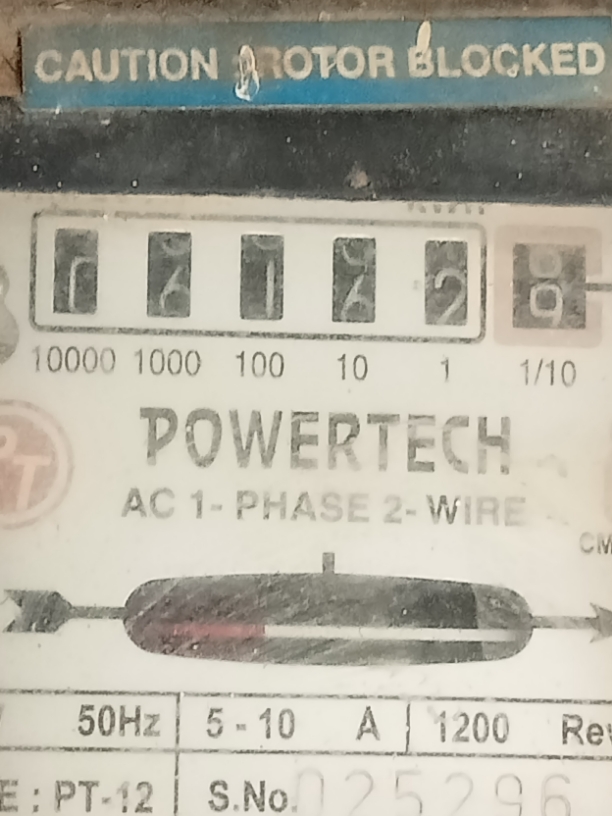 CAUTION : ROTOR BLOCKED
0 6 1 6 2 9
10000 1000 100 10 1 1/10
POWERTECH
PT
AC 1- PHASE 2- WIRE
CM
50Hz 5 - 10 A 1200 Rev
E : PT-12 S.No. 025296